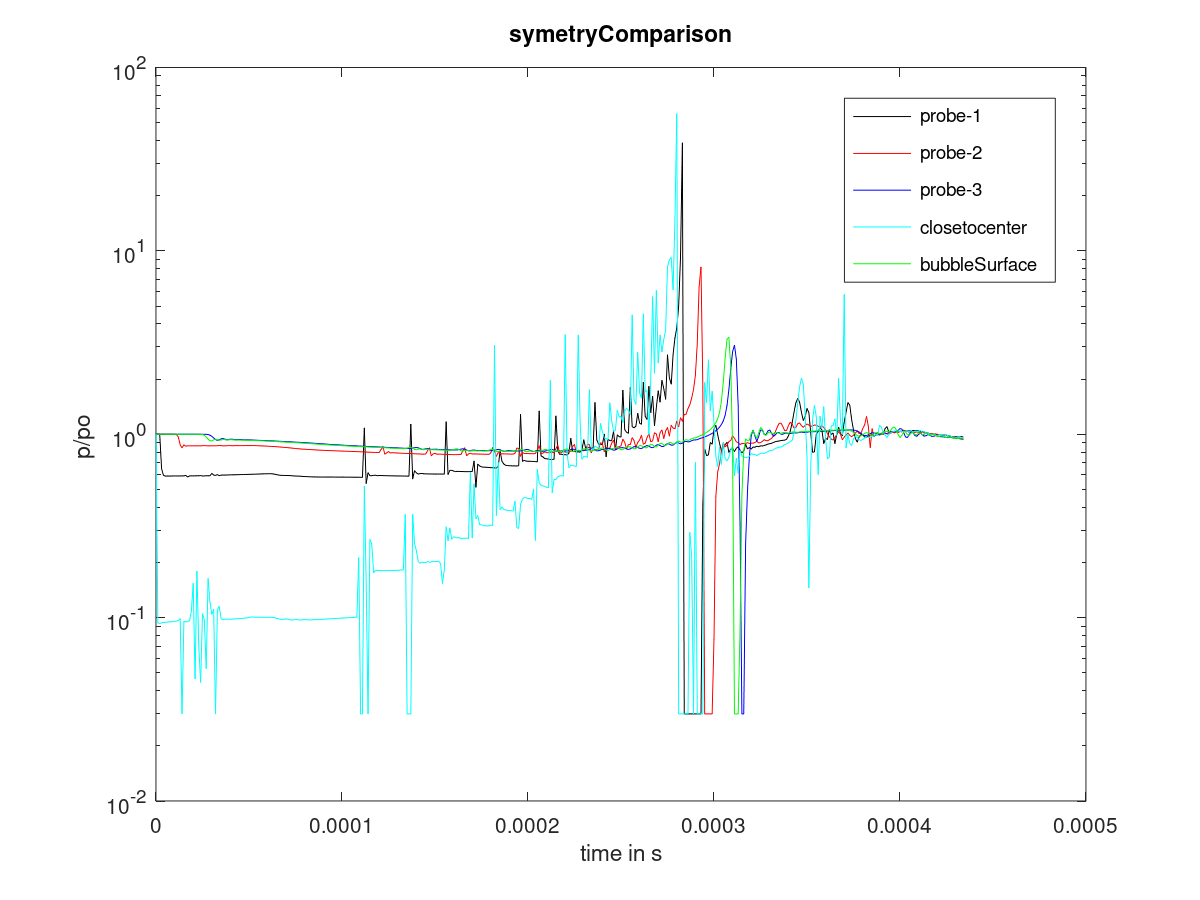 symetryComparison
10^2
10^1
10^0
10^-1
10^-2
p/po
probe-1
probe-2
probe-3
closetocenter
bubbleSurface
0 0.0001 0.0002 0.0003 0.0004 0.0005
time in s